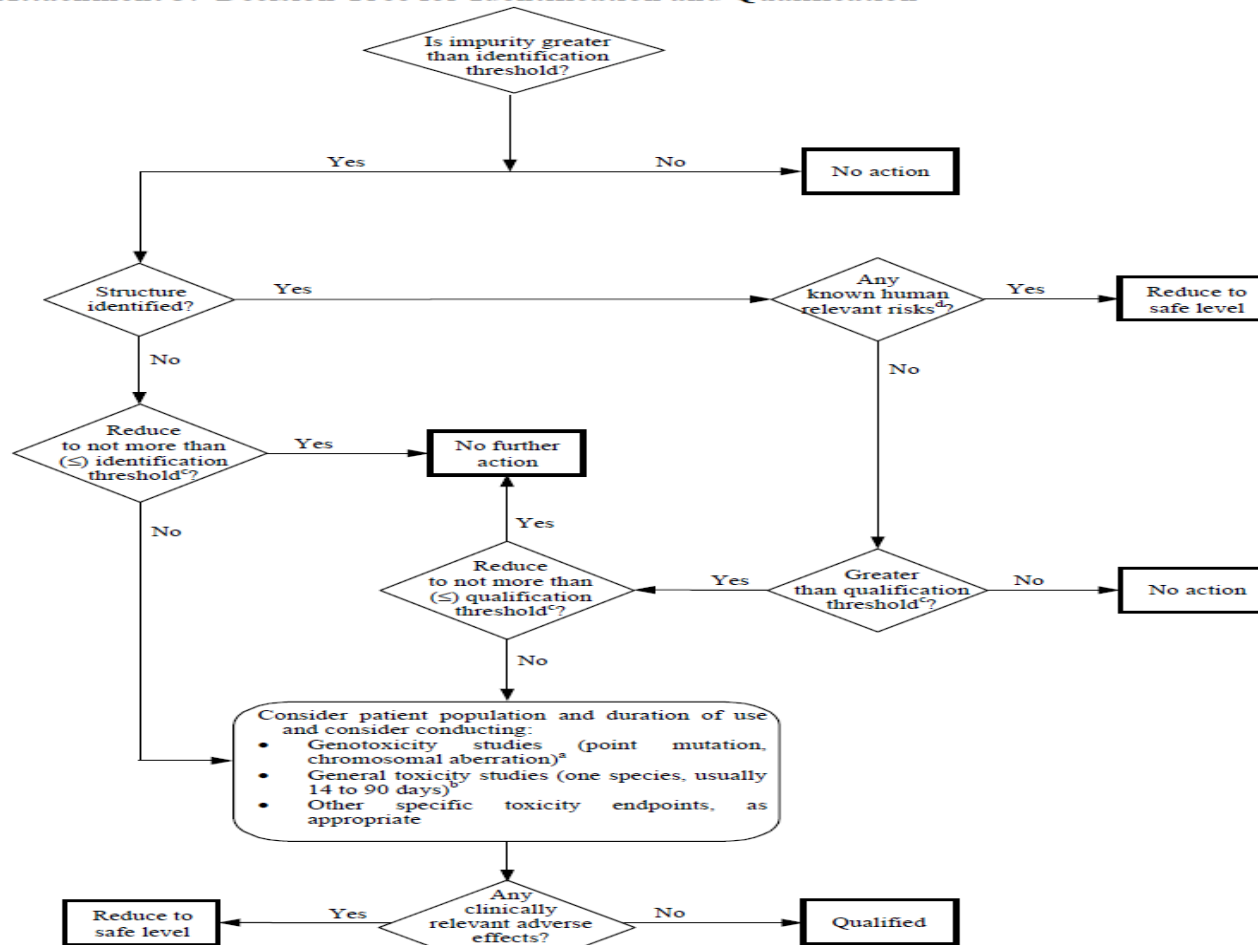 Is impurity greater
than identification
threshold?
Yes
No
No action
Structure
identified?
Yes
Any
known human
relevant risksᵈ?
Yes
Reduce to
safe level
No
No
Reduce
to not more than
(≤) identification
thresholdᶜ?
Yes
No further
action
No
Yes
Reduce
to not more than
(≤) qualification
thresholdᶜ?
Yes
Greater
than qualification
thresholdᶜ?
No
No action
No
Consider patient population and duration of use
and consider conducting:
• Genotoxicity studies (point mutation,
chromosomal aberration)ᵃ
• General toxicity studies (one species, usually
14 to 90 days)ᵇ
• Other specific toxicity endpoints, as
appropriate
Reduce to
safe level
Yes
Any
clinically
relevant adverse
effects?
No
Qualified